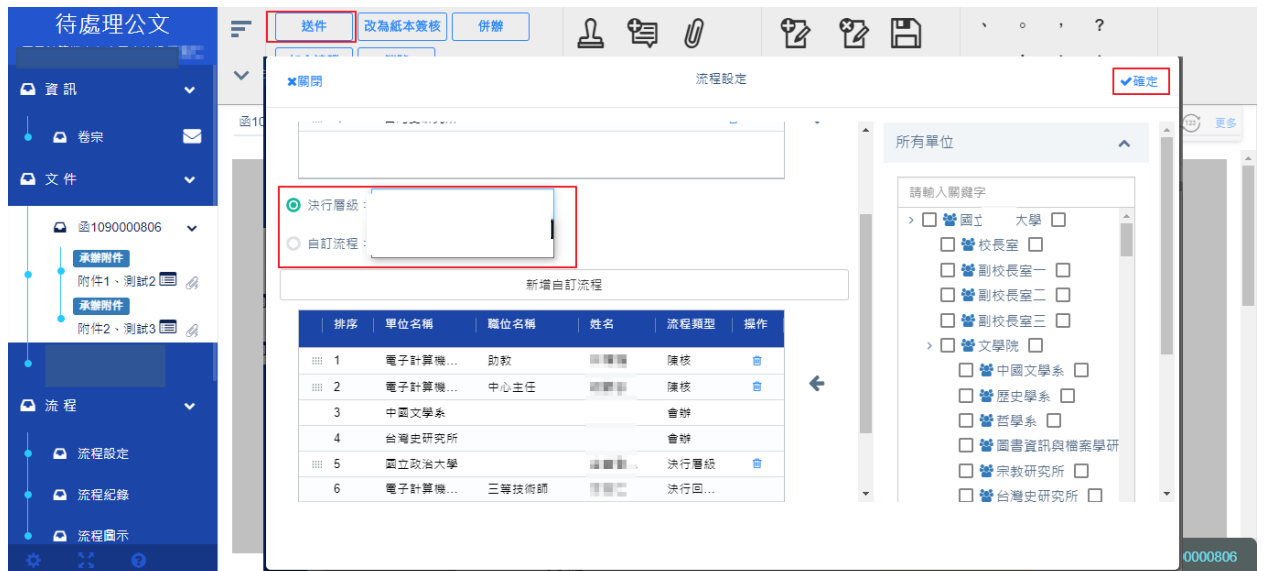 待處理公文
資訊
卷宗
文件
函1090000806
承辦附件
附件1、測試2
承辦附件
附件2、測試3
流程
流程設定
流程紀錄
流程圖示
送件
改為紙本簽核
併辦
、 。 , ?
函10
123
更多
關閉
流程設定
確定
決行層級:
自訂流程:
新增自訂流程
排序 單位名稱 職位名稱 姓名 流程類型 操作
1 電子計算機... 助教 陳核
2 電子計算機... 中心主任 陳核
3 中國文學系 會辦
4 台灣史研究所 會辦
5 國立政治大學 決行層級
6 電子計算機... 三等技術師 決行回...
所有單位
請輸入關鍵字
國立 大學
校長室
副校長室一
副校長室二
副校長室三
文學院
中國文學系
歷史學系
哲學系
圖書資訊與檔案學研
宗教研究所
台灣史研究所
0000806